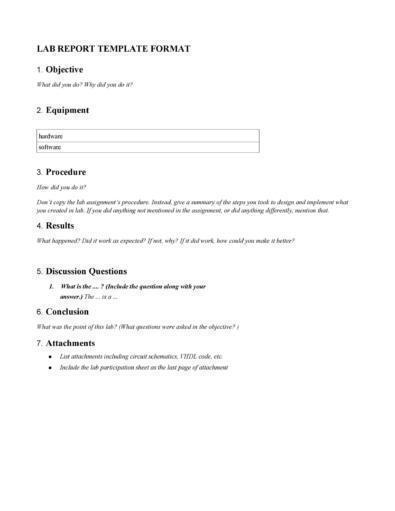 LAB REPORT TEMPLATE FORMAT
1. Objective
What did you do? Why did you do it?
2. Equipment
hardware
software
3. Procedure
How did you do it?
Don't copy the lab assignment's procedure. Instead, give a summary of the steps you took to design and implement what
you created in lab. If you did anything not mentioned in the assignment, or did anything differently, mention that.
4. Results
What happened? Did it work as expected? If not, why? If it did work, how could you make it better?
5. Discussion Questions
1. What is the .... ? (Include the question along with your
answer.) The ... is a ...
6. Conclusion
What was the point of this lab? (What questions were asked in the objective? )
7. Attachments
● List attachments including circuit schematics, VHDL code, etc.
● Include the lab participation sheet as the last page of attachment